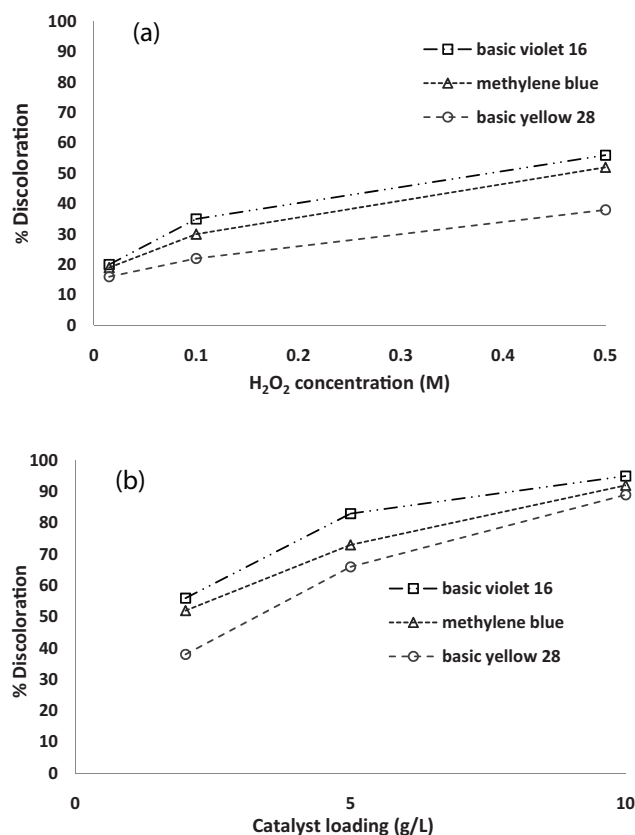 (a)
100
90
80
70
60
50
40
30
20
10
0
% Discoloration
basic violet 16
methylene blue
basic yellow 28
0 0.1 0.2 0.3 0.4 0.5
H₂O₂ concentration (M)
(b)
100
90
80
70
60
50
40
30
20
10
0
% Discoloration
basic violet 16
methylene blue
basic yellow 28
0 5 10
Catalyst loading (g/L)